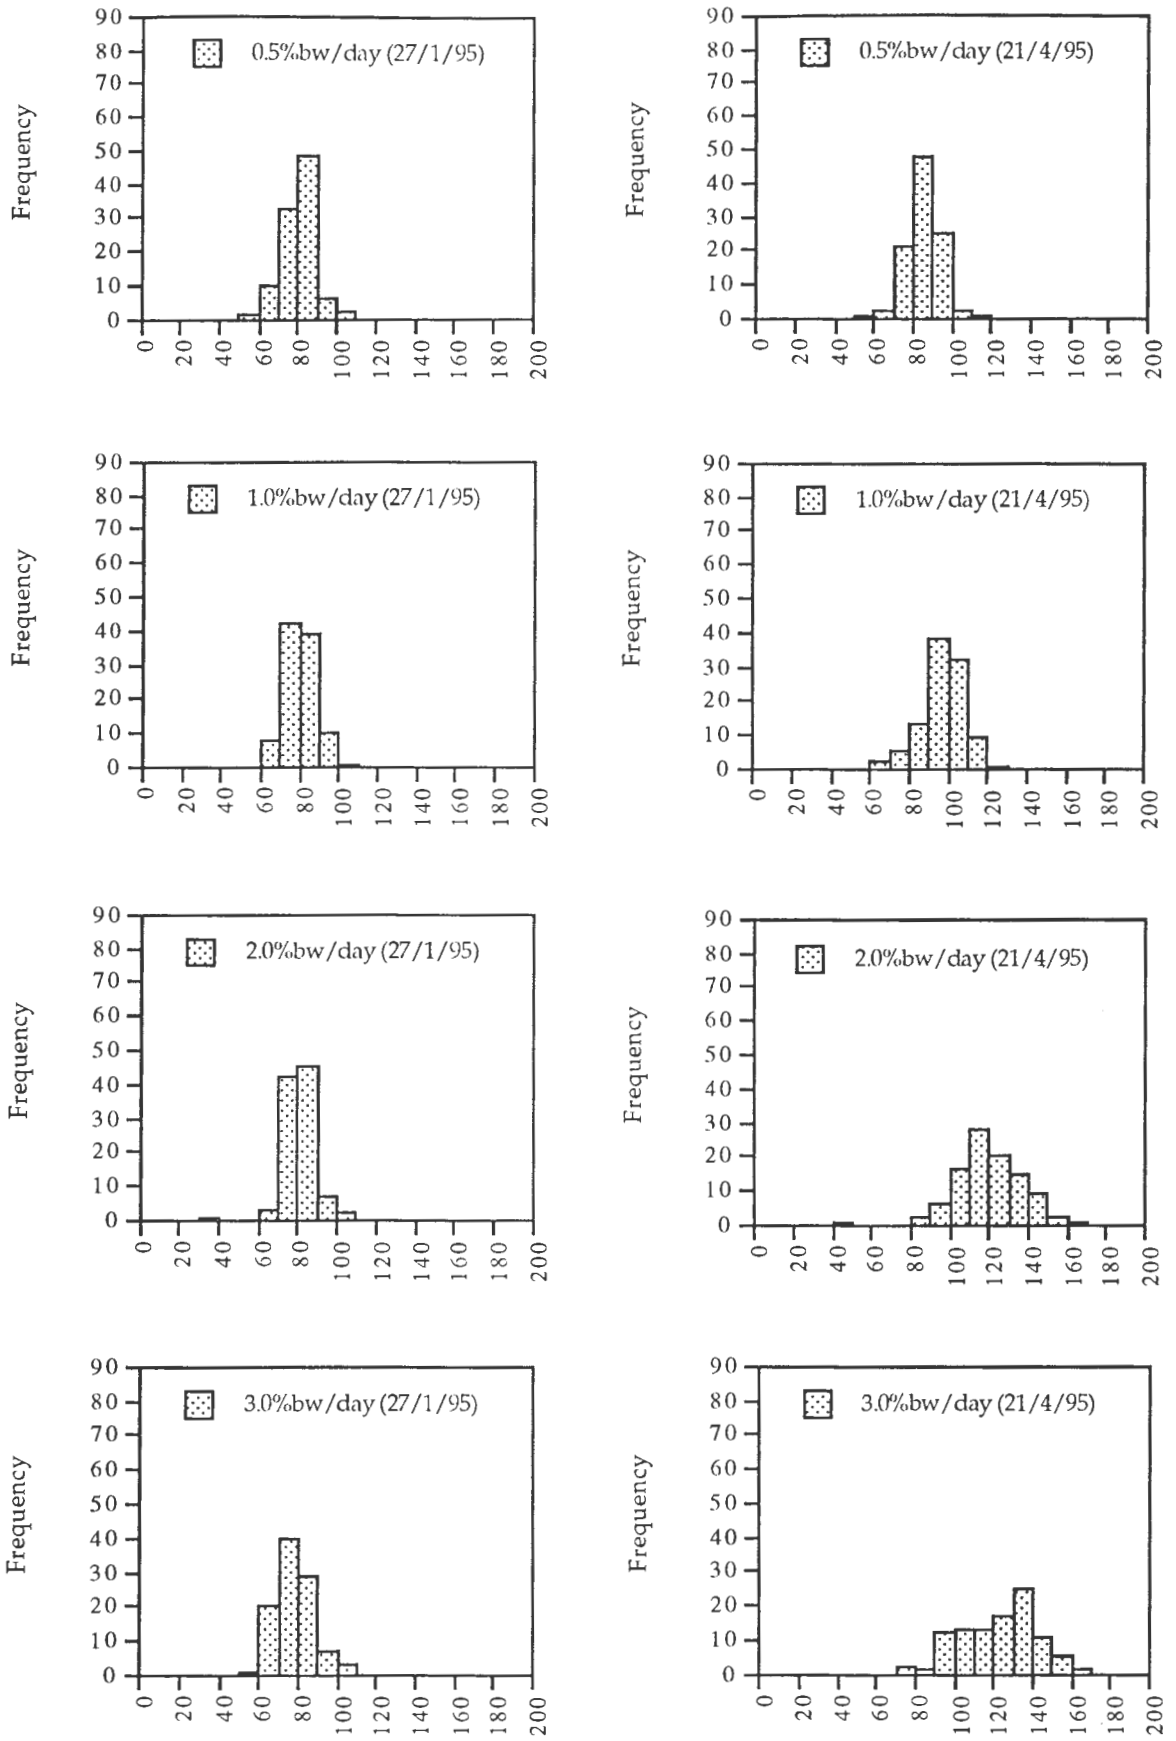 90 80 70 60 50 40 30 20 10 0
Frequency
0.5%bw/day (27/1/95)
0 20 40 60 80 100 120 140 160 180 200
90 80 70 60 50 40 30 20 10 0
Frequency
0.5%bw/day (21/4/95)
0 20 40 60 80 100 120 140 160 180 200
90 80 70 60 50 40 30 20 10 0
Frequency
1.0%bw/day (27/1/95)
0 20 40 60 80 100 120 140 160 180 200
90 80 70 60 50 40 30 20 10 0
Frequency
1.0%bw/day (21/4/95)
0 20 40 60 80 100 120 140 160 180 200
90 80 70 60 50 40 30 20 10 0
Frequency
2.0%bw/day (27/1/95)
0 20 40 60 80 100 120 140 160 180 200
90 80 70 60 50 40 30 20 10 0
Frequency
2.0%bw/day (21/4/95)
0 20 40 60 80 100 120 140 160 180 200
90 80 70 60 50 40 30 20 10 0
Frequency
3.0%bw/day (27/1/95)
0 20 40 60 80 100 120 140 160 180 200
90 80 70 60 50 40 30 20 10 0
Frequency
3.0%bw/day (21/4/95)
0 20 40 60 80 100 120 140 160 180 200